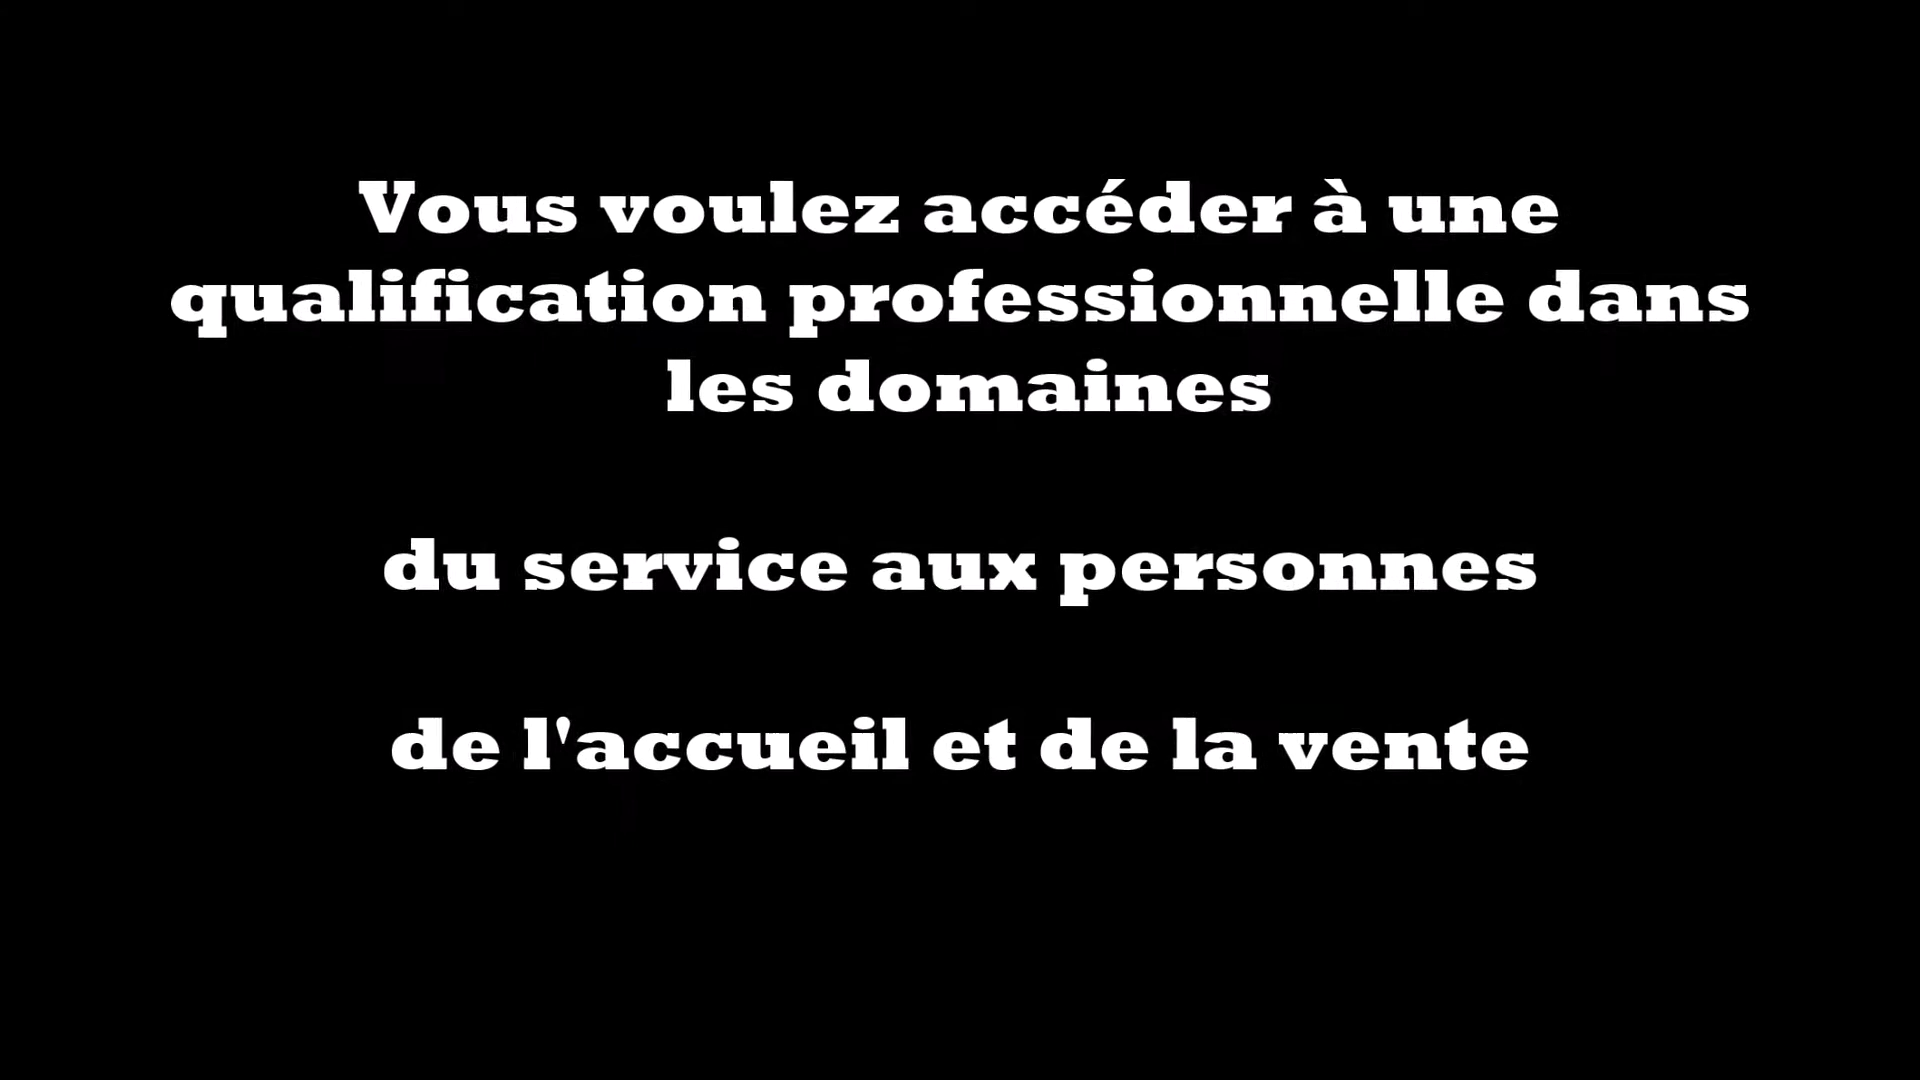 Vous voulez accéder à une
qualification professionnelle dans
les domaines
du service aux personnes
de l'accueil et de la vente